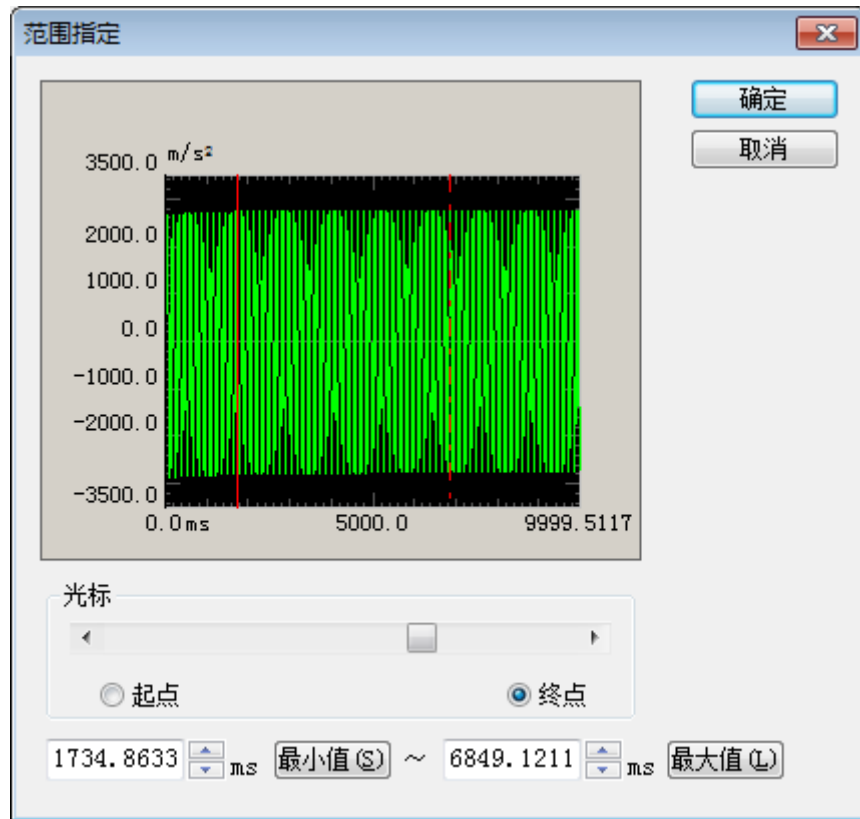 范围指定
确定
取消
m/s²
3500.0
2000.0
1000.0
0.0
-1000.0
-2000.0
-3500.0
0.0ms 5000.0 9999.5117
光标
起点 终点
1734.8633 ms 最小值(S) ~ 6849.1211 ms 最大值(L)